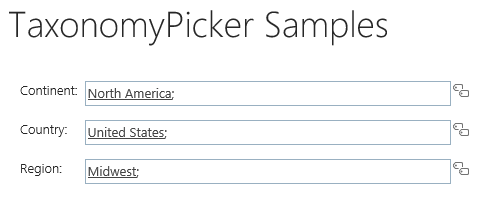 TaxonomyPicker Samples
Continent: North America;
Country: United States;
Region: Midwest;